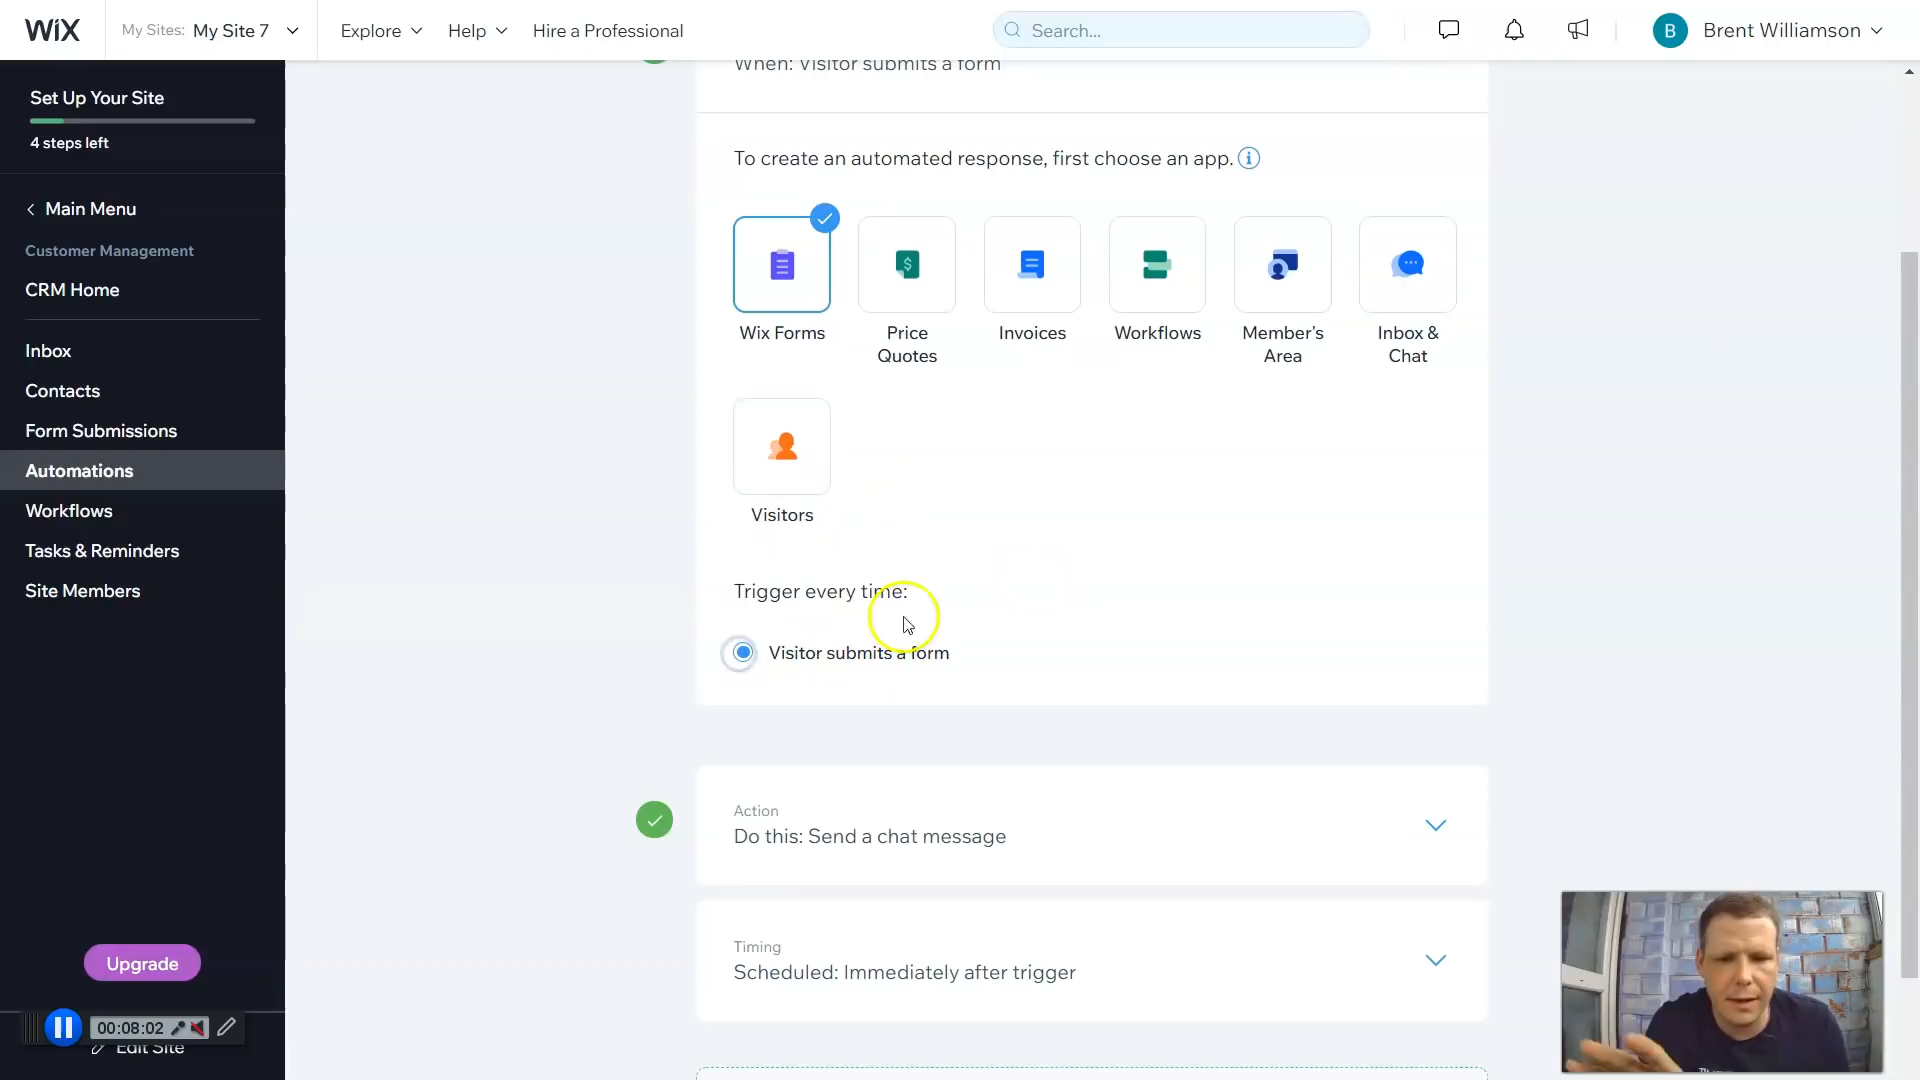 WiX
My Sites: My Site 7
Explore
Help
Hire a Professional
Search...
B
Brent Williamson
Set Up Your Site
4 steps left
Main Menu
Customer Management
CRM Home
Inbox
Contacts
Form Submissions
Automations
Workflows
Tasks & Reminders
Site Members
Upgrade
00:08:02
Edit Site
When: Visitor submits a form
To create an automated response, first choose an app.
Wix Forms
Price
Quotes
Invoices
Workflows
Member's
Area
Inbox &
Chat
Visitors
Trigger every time:
Visitor submits a form
Action
Do this: Send a chat message
Timing
Scheduled: Immediately after trigger